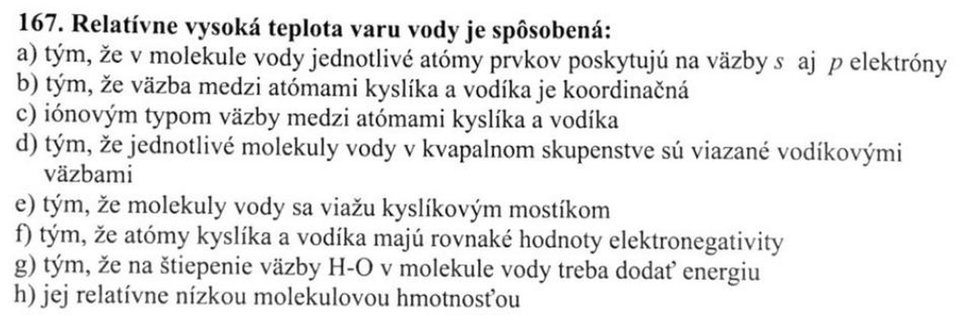 167. Relatívne vysoká teplota varu vody je spôsobená:
a) tým, že v molekule vody jednotlivé atómy prvkov poskytujú na väzby s aj p elektróny
b) tým, že väzba medzi atómami kyslíka a vodíka je koordinačná
c) iónovým typom väzby medzi atómami kyslíka a vodíka
d) tým, že jednotlivé molekuly vody v kvapalnom skupenstve sú viazané vodíkovými
väzbami
e) tým, že molekuly vody sa viažu kyslíkovým mostíkom
f) tým, že atómy kyslíka a vodíka majú rovnaké hodnoty elektronegativity
g) tým, že na štiepenie väzby H-O v molekule vody treba dodať energiu
h) jej relatívne nízkou molekulovou hmotnosťou